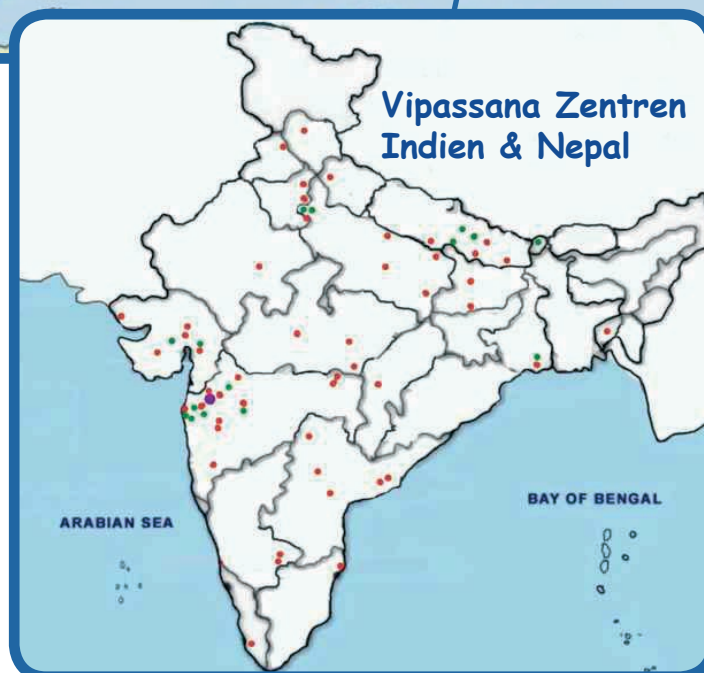 Vipassana Zentren
Indien & Nepal
ARABIAN SEA
BAY OF BENGAL